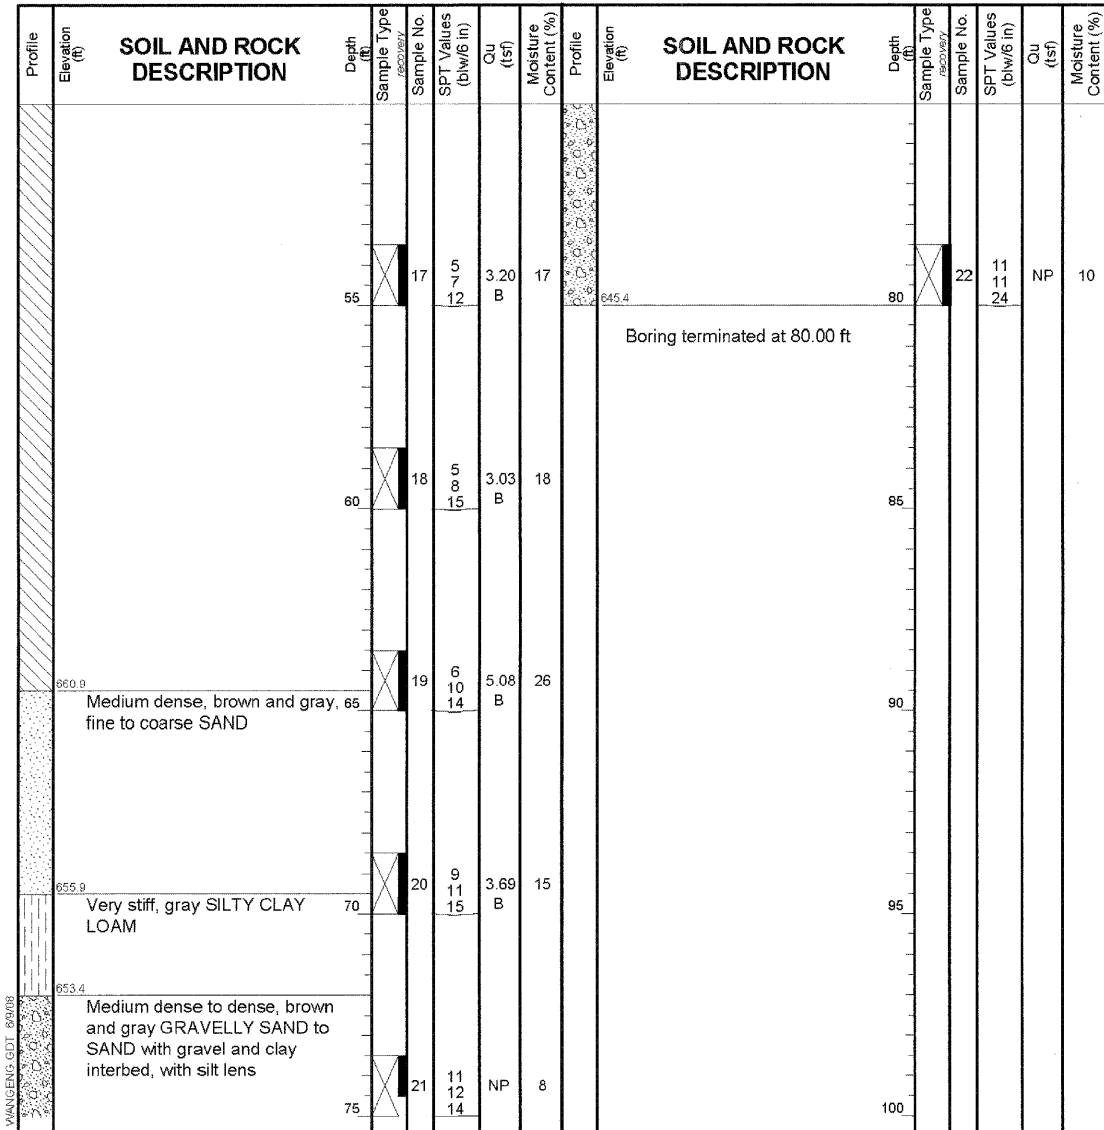 Profile
Elevation (ft)
SOIL AND ROCK
DESCRIPTION
Depth (ft)
Sample Type
recovery
Sample No.
SPT Values
(blw/6 in)
Qu
(tsf)
Moisture
Content (%)
Profile
Elevation (ft)
SOIL AND ROCK
DESCRIPTION
Depth (ft)
Sample Type
recovery
Sample No.
SPT Values
(blw/6 in)
Qu
(tsf)
Moisture
Content (%)
55
17
5
7
12
3.20
B
17
60
18
5
8
15
3.03
B
18
660.9
Medium dense, brown and gray,
fine to coarse SAND
65
19
6
10
14
5.08
B
26
655.9
Very stiff, gray SILTY CLAY
LOAM
70
20
9
11
15
3.69
B
15
653.4
Medium dense to dense, brown
and gray GRAVELLY SAND to
SAND with gravel and clay
interbed, with silt lens
75
21
11
12
14
NP
8
645.4
80
22
11
11
24
NP
10
Boring terminated at 80.00 ft
85
90
95
100
WANGENG.GDT 6/9/08